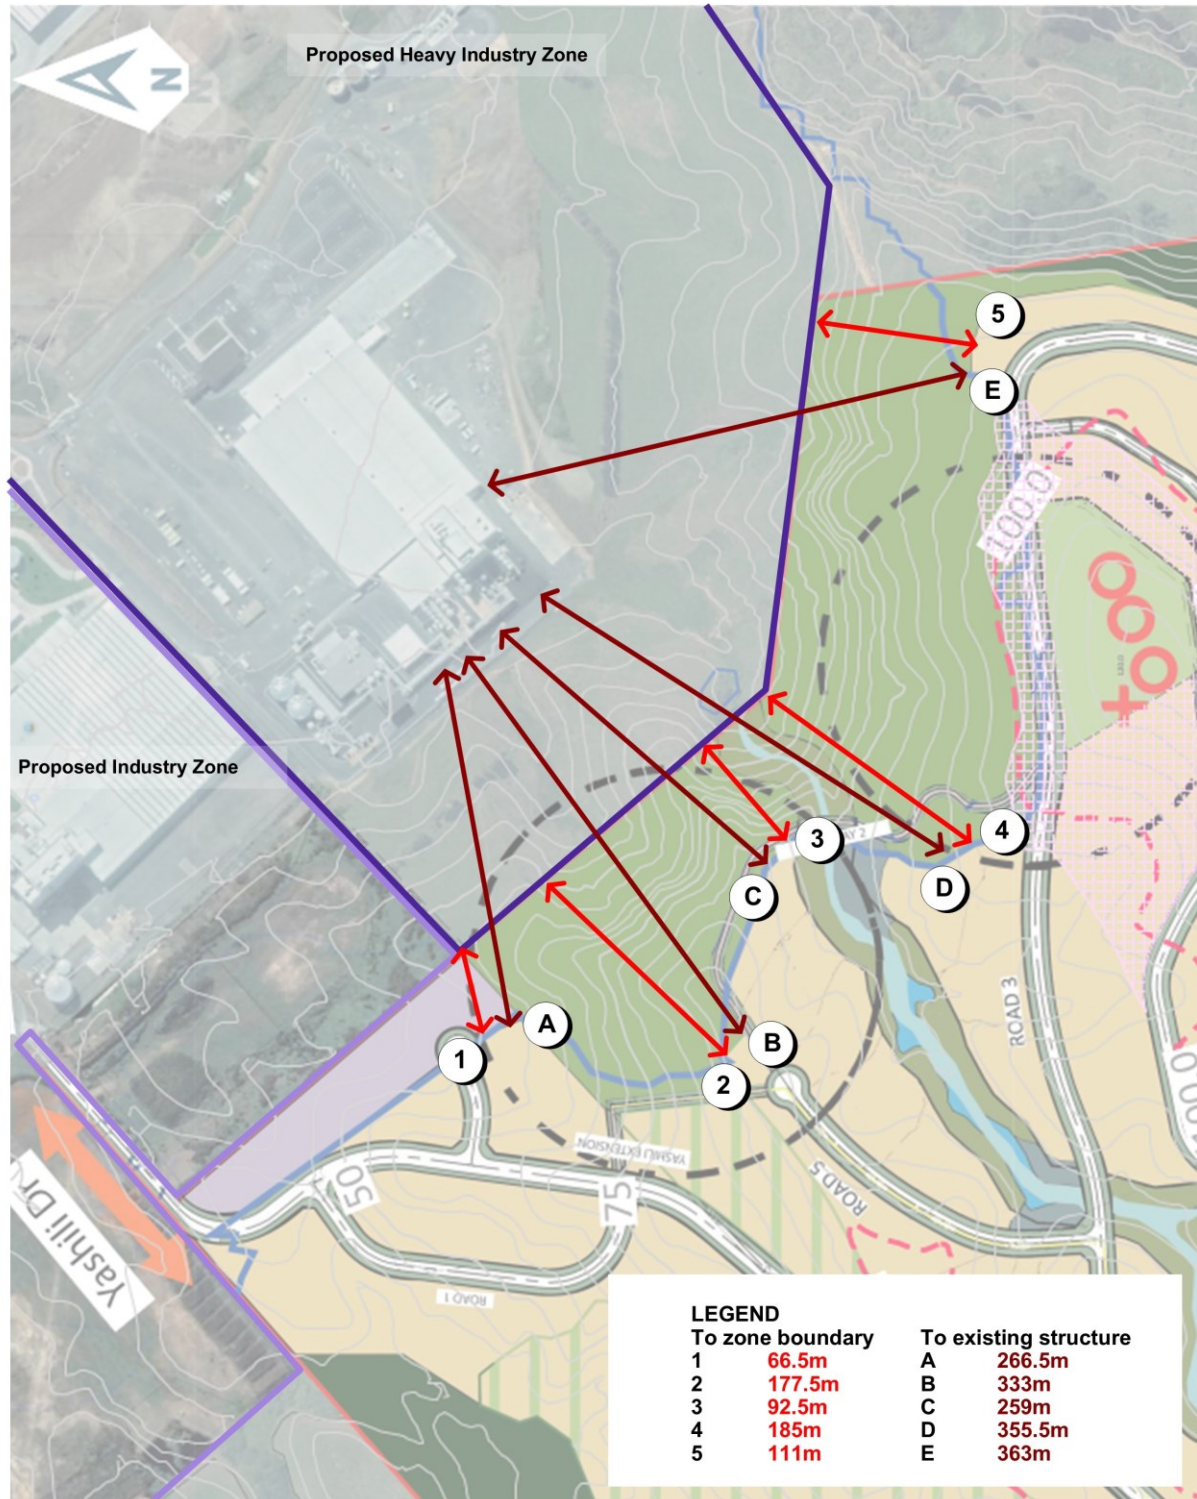 Proposed Heavy Industry Zone
N
5
E
100.0
Proposed Industry Zone
3
4
C
D
A
1
B
2
ROAD 3
YASHILI EXTENSION
ROAD 5
50
75
Yashili Dr
ROAD 1
LEGEND
To zone boundary To existing structure
1 66.5m A 266.5m
2 177.5m B 333m
3 92.5m C 259m
4 185m D 355.5m
5 111m E 363m